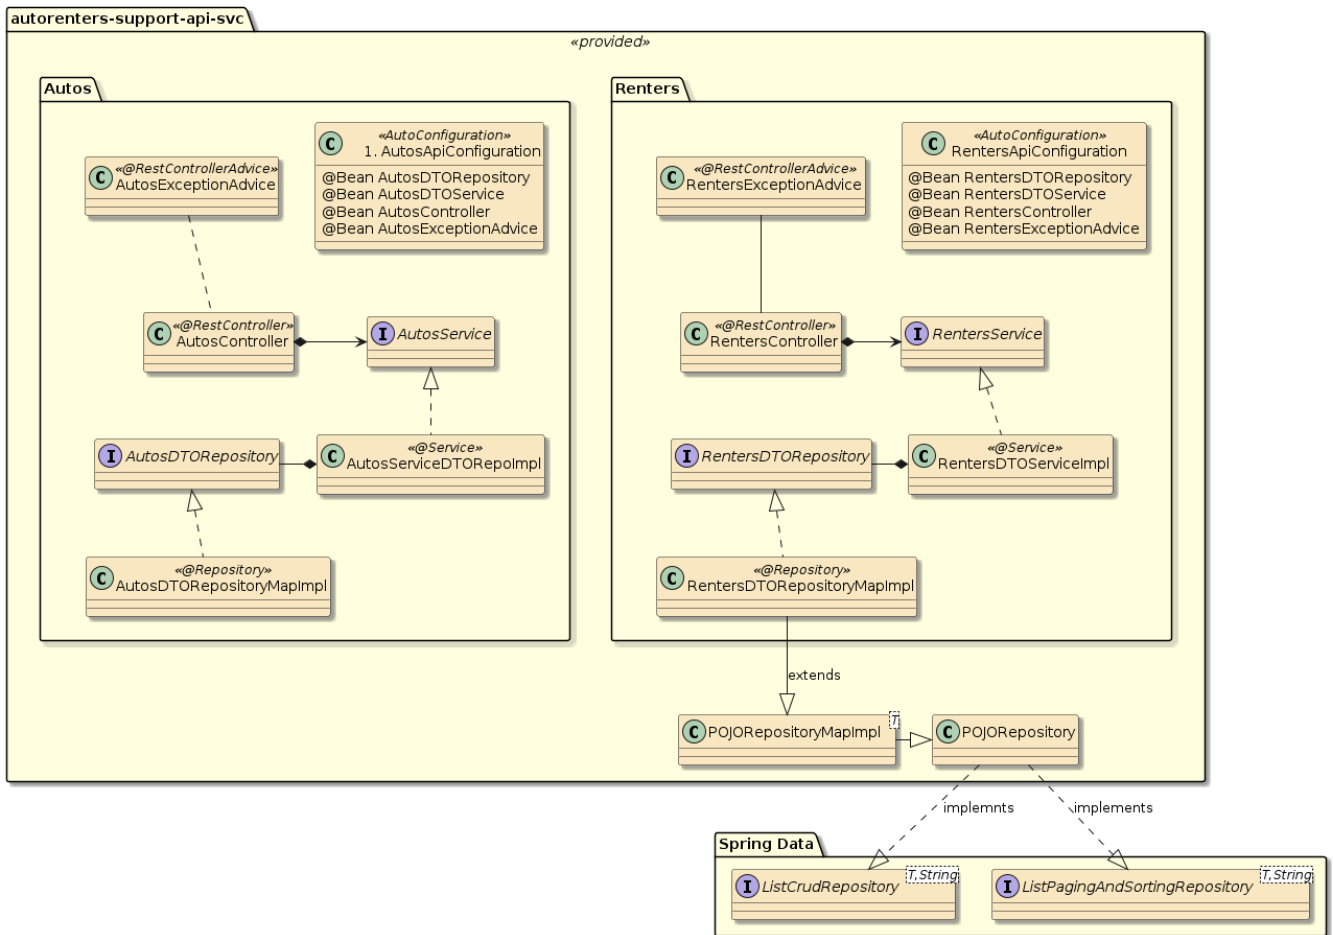 autorenters-support-api-svc
«provided»
Autos
Renters
C
«AutoConfiguration»
1. AutosApiConfiguration
@Bean AutosDTORepository
@Bean AutosDTOService
@Bean AutosController
@Bean AutosExceptionAdvice
C
«AutoConfiguration»
RentersApiConfiguration
@Bean RentersDTORepository
@Bean RentersDTOService
@Bean RentersController
@Bean RentersExceptionAdvice
C
«@RestControllerAdvice»
AutosExceptionAdvice
C
«@RestControllerAdvice»
RentersExceptionAdvice
C
«@RestController»
AutosController
I
AutosService
C
«@RestController»
RentersController
I
RentersService
I
AutosDTORepository
C
«@Service»
AutosServiceDTORepoImpl
I
RentersDTORepository
C
«@Service»
RentersDTOServiceImpl
C
«@Repository»
AutosDTORepositoryMapImpl
C
«@Repository»
RentersDTORepositoryMapImpl
extends
C
POJORepositoryMapImpl
T
C
POJORepository
implemnts
implements
Spring Data
I
ListCrudRepository
T,String
I
ListPagingAndSortingRepository
T,String